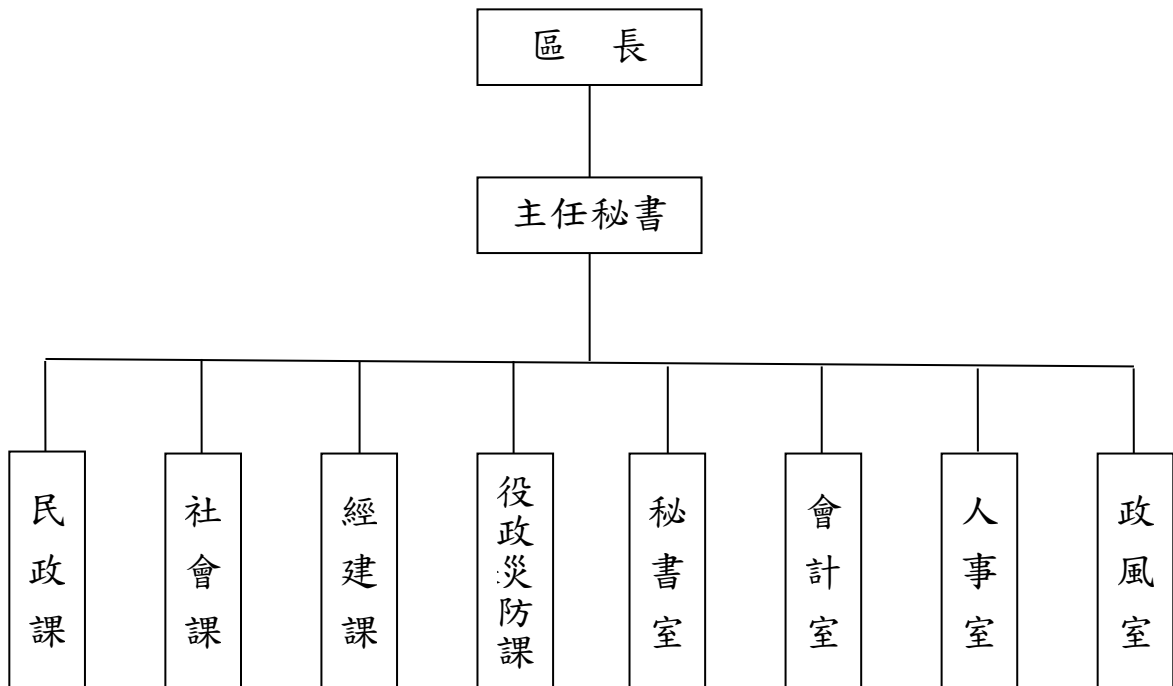 區 長
主任秘書
民政課
社會課
經建課
役政災防課
秘書室
會計室
人事室
政風室